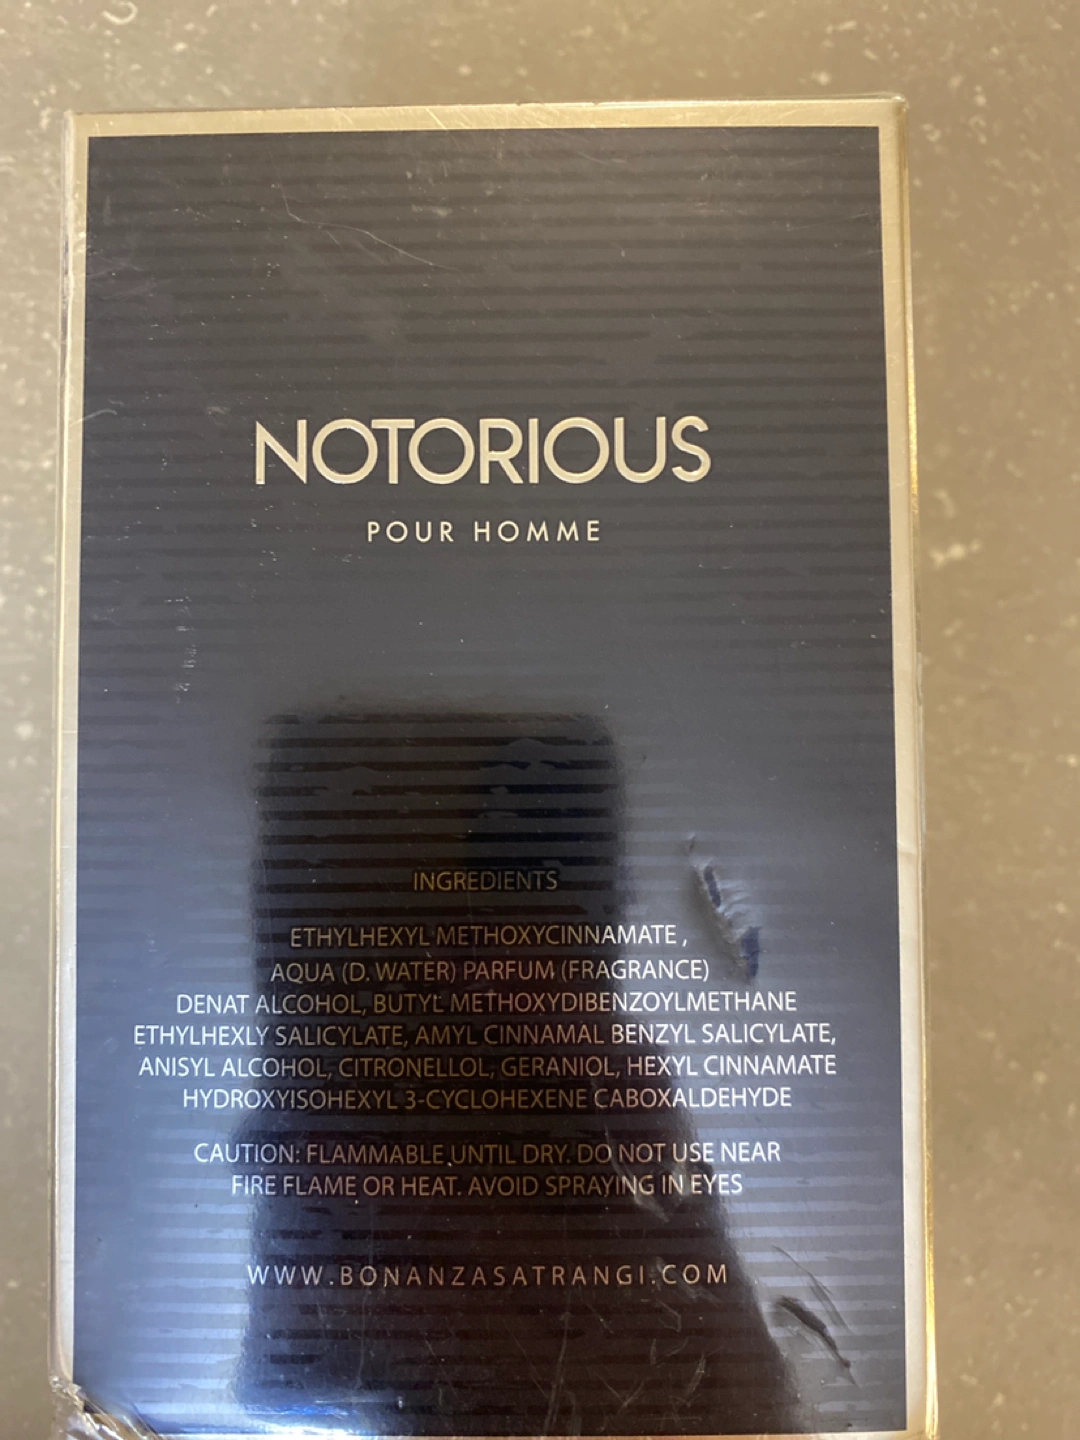 NOTORIOUS
POUR HOMME
INGREDIENTS
ETHYLHEXYL METHOXYCINNAMATE ,
AQUA (D. WATER) PARFUM (FRAGRANCE)
DENAT ALCOHOL, BUTYL METHOXYDIBENZOYLMETHANE
ETHYLHEXLY SALICYLATE, AMYL CINNAMAL BENZYL SALICYLATE,
ANISYL ALCOHOL, CITRONELLOL, GERANIOL, HEXYL CINNAMATE
HYDROXYISOHEXYL 3-CYCLOHEXENE CABOXALDEHYDE
CAUTION: FLAMMABLE UNTIL DRY. DO NOT USE NEAR
FIRE FLAME OR HEAT. AVOID SPRAYING IN EYES
WWW.BONANZASATRANGI.COM